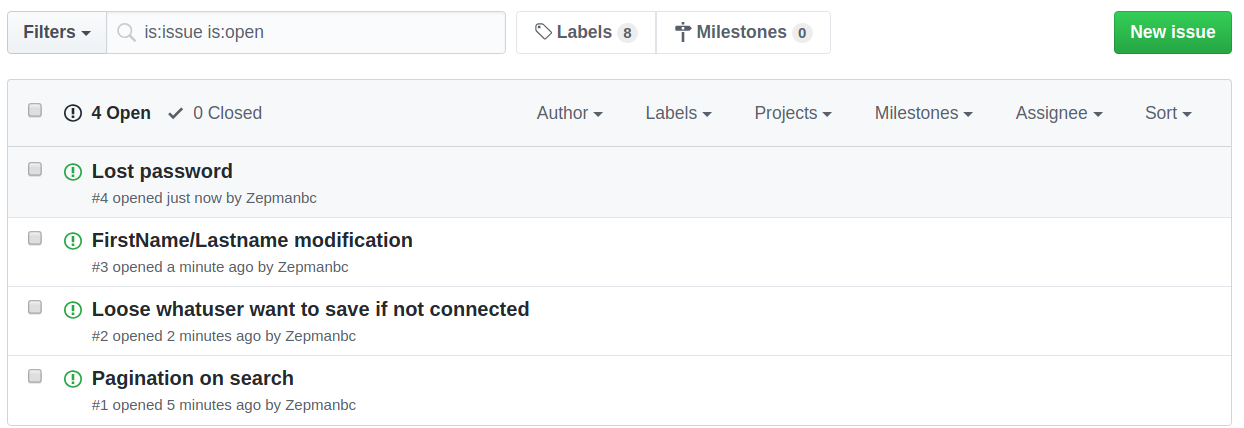 Filters is:issue is:open Labels 8 Milestones 0 New issue
4 Open 0 Closed Author Labels Projects Milestones Assignee Sort
Lost password
#4 opened just now by Zepmanbc
FirstName/Lastname modification
#3 opened a minute ago by Zepmanbc
Loose whatuser want to save if not connected
#2 opened 2 minutes ago by Zepmanbc
Pagination on search
#1 opened 5 minutes ago by Zepmanbc